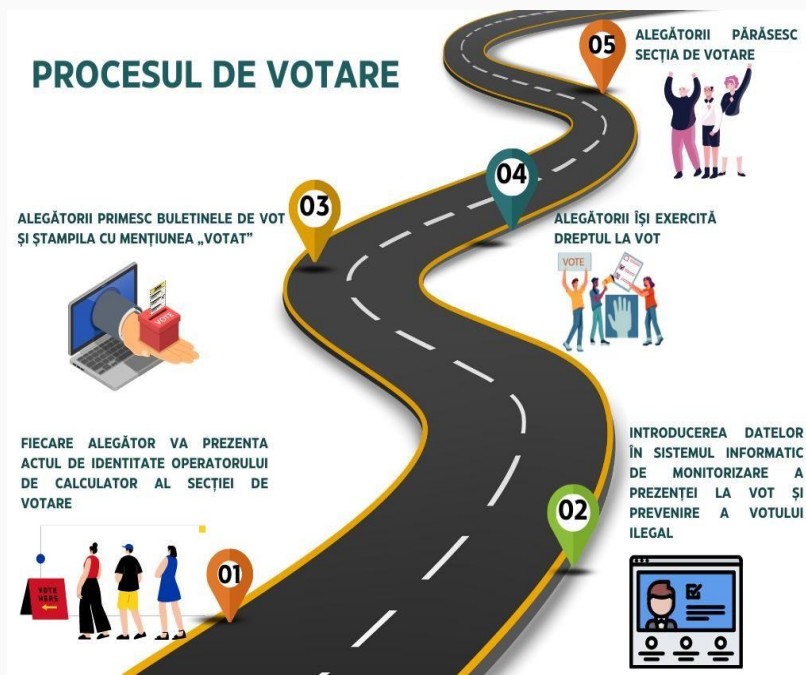 PROCESUL DE VOTARE
05
ALEGĂTORII PĂRĂSESC
SECȚIA DE VOTARE
04
ALEGĂTORII ÎȘI EXERCITĂ
DREPTUL LA VOT
VOTE
03
ALEGĂTORII PRIMESC BULETINELE DE VOT
ȘI ȘTAMPILA CU MENȚIUNEA „VOTAT”
VOTE
FIECARE ALEGĂTOR VA PREZENTA
ACTUL DE IDENTITATE OPERATORULUI
DE CALCULATOR AL SECȚIEI DE
VOTARE
VOTE
HERE
01
02
INTRODUCEREA DATELOR
ÎN SISTEMUL INFORMATIC
DE MONITORIZARE A
PREZENȚEI LA VOT ȘI
PREVENIRE A VOTULUI
ILEGAL